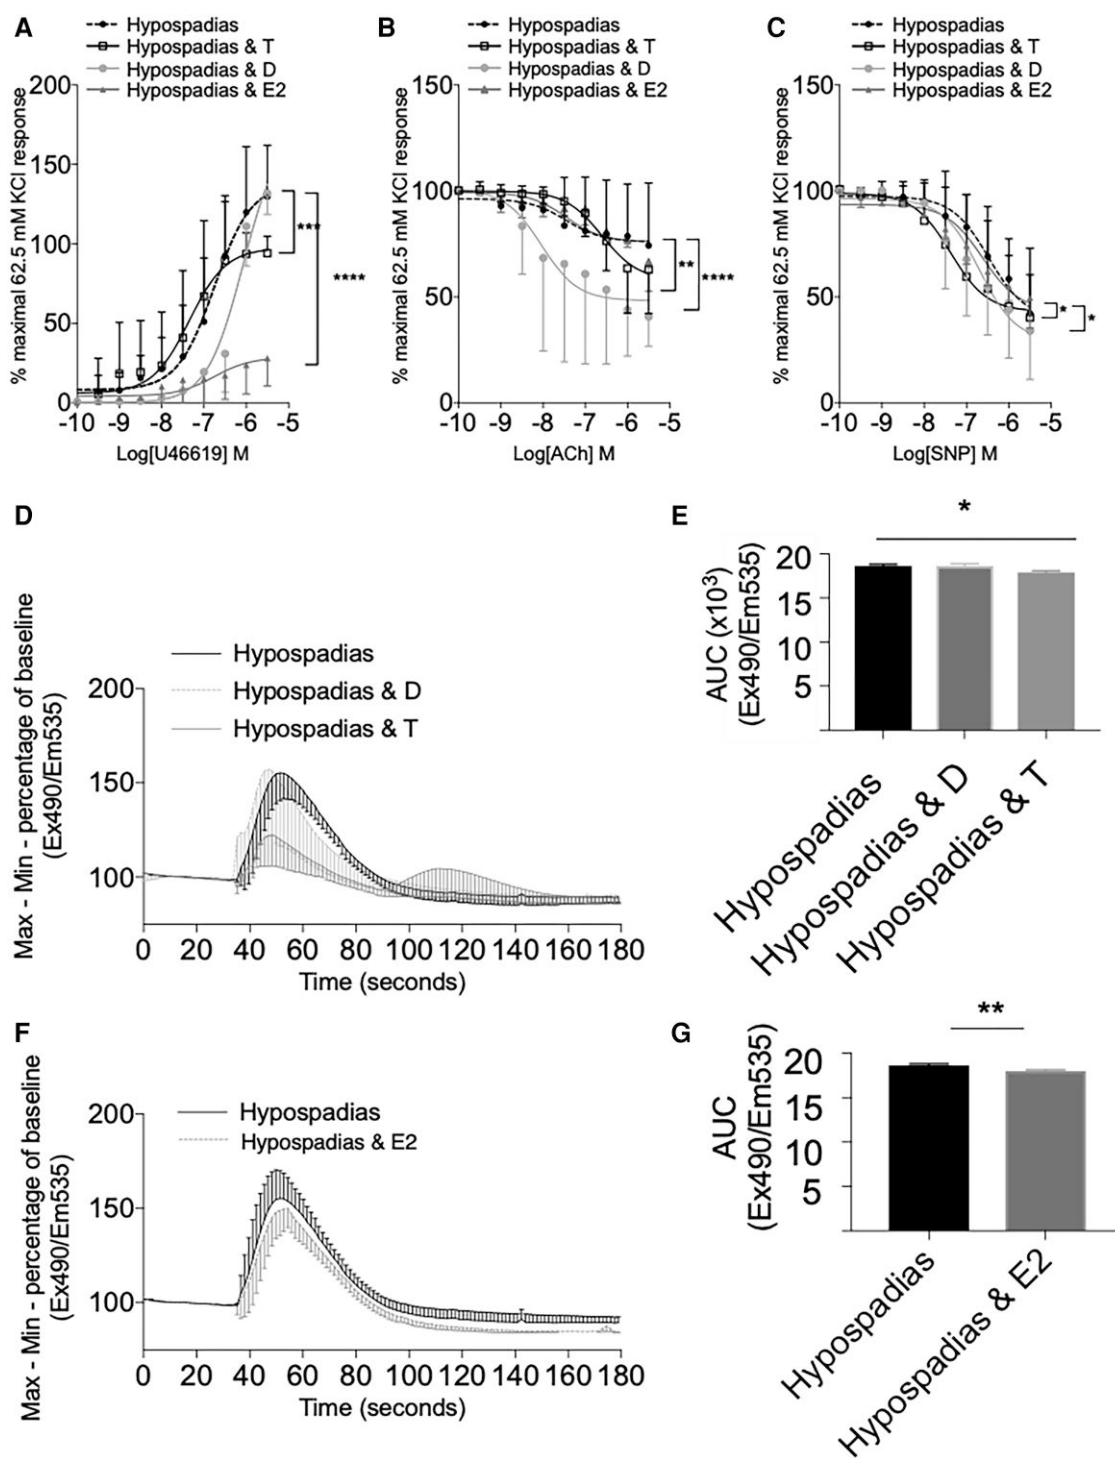 A
Hypospadias
Hypospadias & T
Hypospadias & D
Hypospadias & E2
% maximal 62.5 mM KCl response
200
150
100
50
0
-10 -9 -8 -7 -6 -5
Log[U46619] M
***
****
B
Hypospadias
Hypospadias & T
Hypospadias & D
Hypospadias & E2
% maximal 62.5 mM KCl response
150
100
50
0
-10 -9 -8 -7 -6 -5
Log[ACh] M
**
****
C
Hypospadias
Hypospadias & T
Hypospadias & D
Hypospadias & E2
% maximal 62.5 mM KCl response
150
100
50
0
-10 -9 -8 -7 -6 -5
Log[SNP] M
*
*
D
Max - Min - percentage of baseline
(Ex490/Em535)
Hypospadias
Hypospadias & D
Hypospadias & T
200
150
100
0 20 40 60 80 100 120 140 160 180
Time (seconds)
E
*
AUC (x10³)
(Ex490/Em535)
20
15
10
5
Hypospadias
Hypospadias & D
Hypospadias & T
F
Max - Min - percentage of baseline
(Ex490/Em535)
Hypospadias
Hypospadias & E2
200
150
100
0 20 40 60 80 100 120 140 160 180
Time (seconds)
G
**
AUC
(Ex490/Em535)
20
15
10
5
Hypospadias
Hypospadias & E2